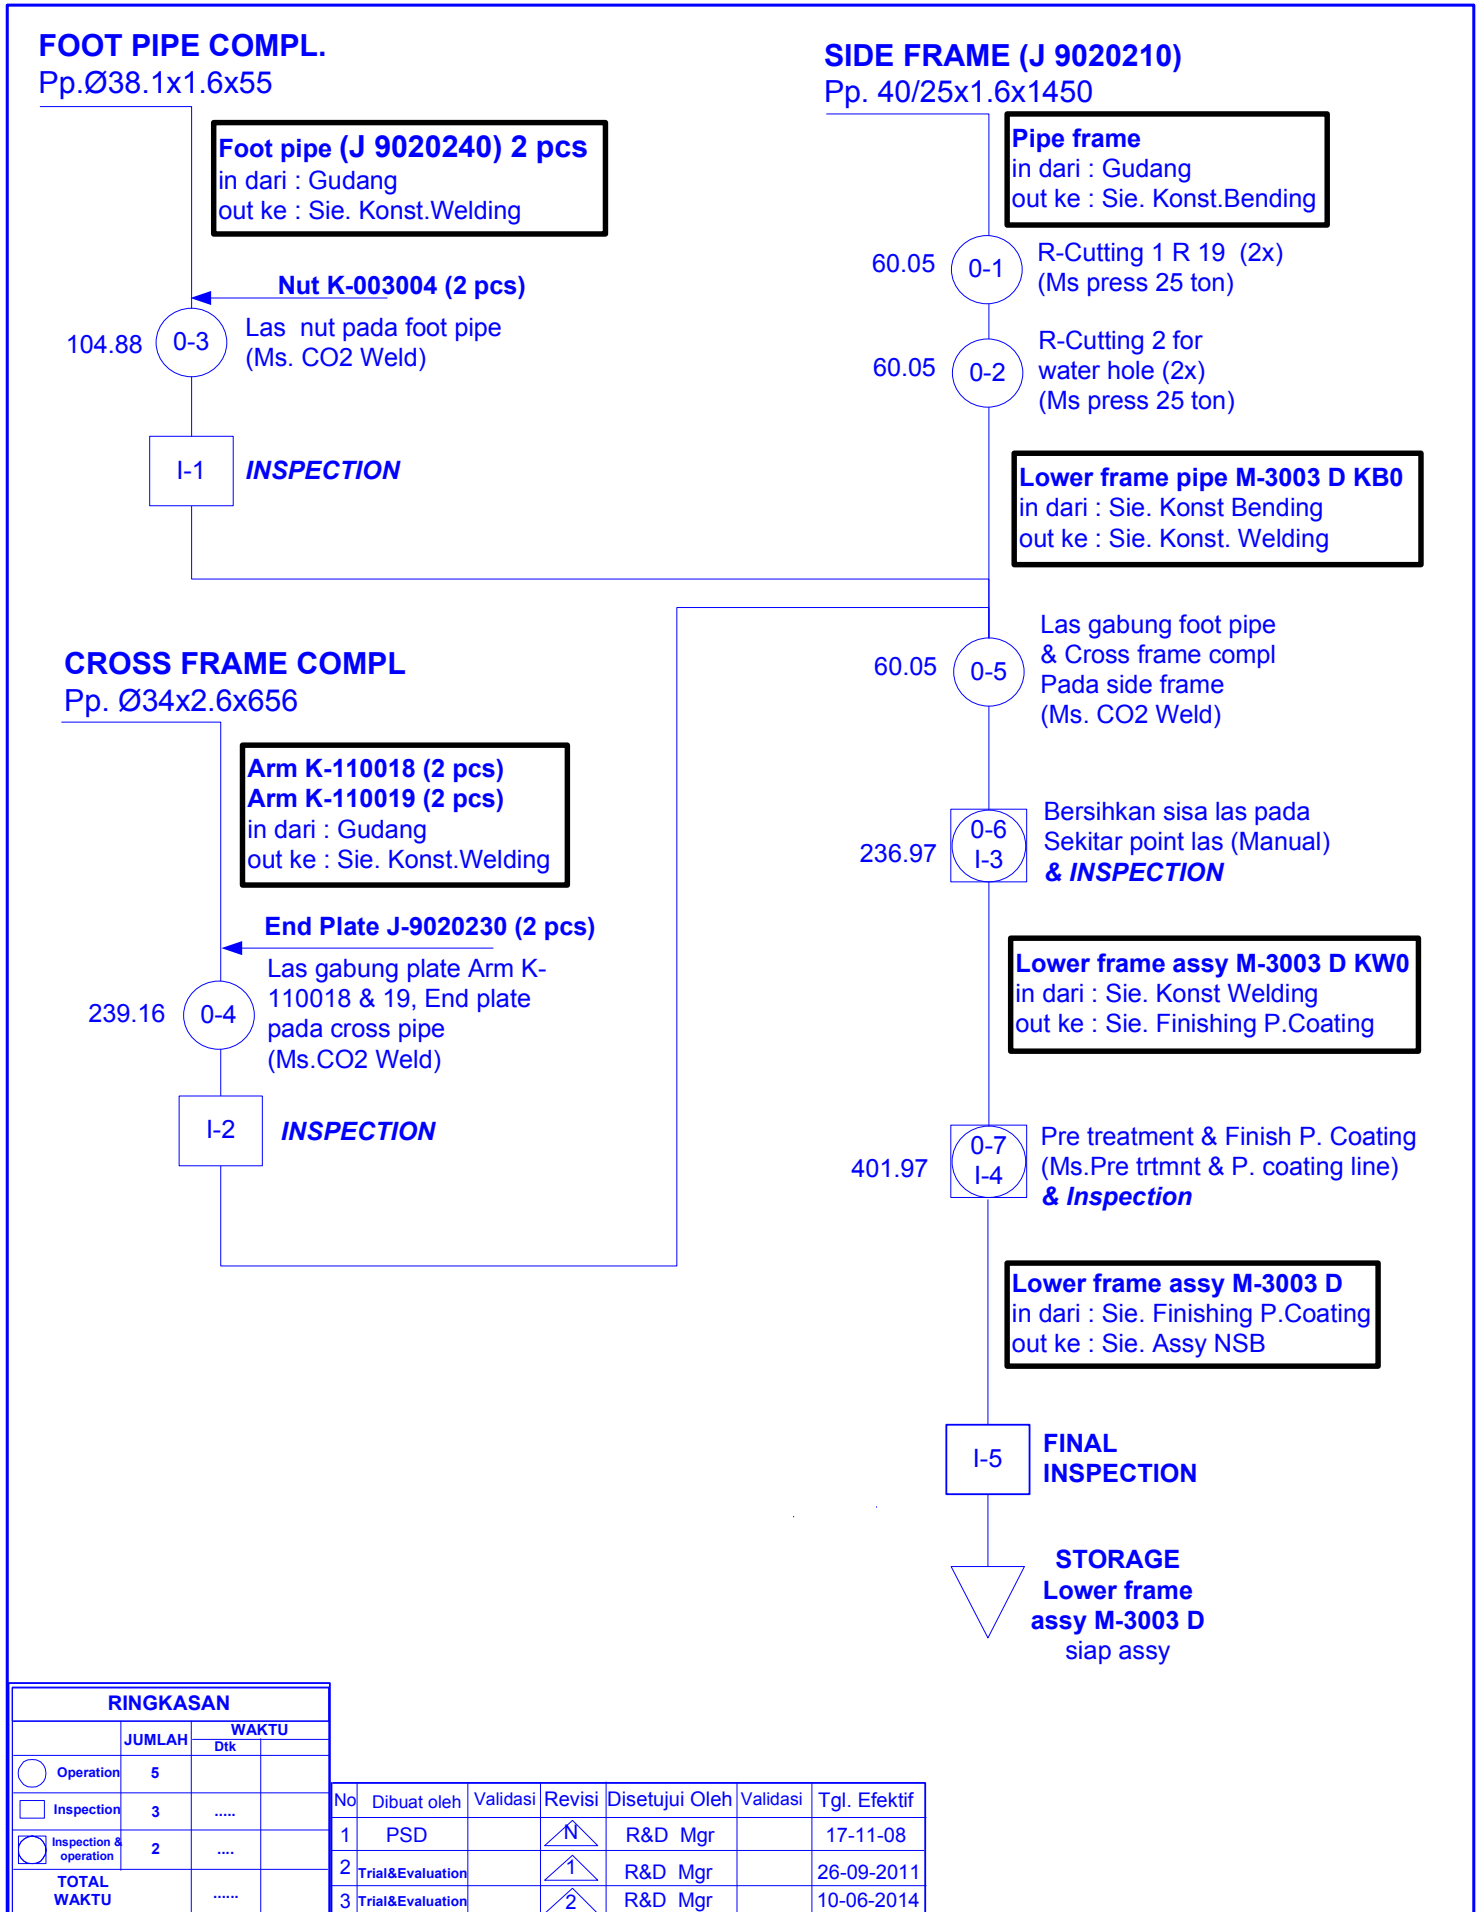 FOOT PIPE COMPL.
Pp.Ø38.1x1.6x55
Foot pipe (J 9020240) 2 pcs
in dari : Gudang
out ke : Sie. Konst.Welding
Nut K-003004 (2 pcs)
104.88
0-3
Las  nut pada foot pipe
(Ms. CO2 Weld)
I-1
INSPECTION
SIDE FRAME (J 9020210)
Pp. 40/25x1.6x1450
Pipe frame
in dari : Gudang
out ke : Sie. Konst.Bending
60.05
0-1
R-Cutting 1 R 19  (2x)
(Ms press 25 ton)
60.05
0-2
R-Cutting 2 for
water hole (2x)
(Ms press 25 ton)
Lower frame pipe M-3003 D KB0
in dari : Sie. Konst Bending
out ke : Sie. Konst. Welding
CROSS FRAME COMPL
Pp. Ø34x2.6x656
Arm K-110018 (2 pcs)
Arm K-110019 (2 pcs)
in dari : Gudang
out ke : Sie. Konst.Welding
End Plate J-9020230 (2 pcs)
239.16
0-4
Las gabung plate Arm K-
110018 & 19, End plate
pada cross pipe
(Ms.CO2 Weld)
I-2
INSPECTION
60.05
0-5
Las gabung foot pipe
& Cross frame compl
Pada side frame
(Ms. CO2 Weld)
236.97
0-6
I-3
Bersihkan sisa las pada
Sekitar point las (Manual)
& INSPECTION
Lower frame assy M-3003 D KW0
in dari : Sie. Konst Welding
out ke : Sie. Finishing P.Coating
401.97
0-7
I-4
Pre treatment & Finish P. Coating
(Ms.Pre trtmnt & P. coating line)
& Inspection
Lower frame assy M-3003 D
in dari : Sie. Finishing P.Coating
out ke : Sie. Assy NSB
I-5
FINAL
INSPECTION
STORAGE
Lower frame
assy M-3003 D
siap assy
RINGKASAN
JUMLAH WAKTU
Dtk
Operation 5
Inspection 3 .....
Inspection &
operation 2 ....
TOTAL
WAKTU ......
No Dibuat oleh Validasi Revisi Disetujui Oleh Validasi Tgl. Efektif
1 PSD N R&D  Mgr 17-11-08
2 Trial&Evaluation 1 R&D  Mgr 26-09-2011
3 Trial&Evaluation 2 R&D  Mgr 10-06-2014